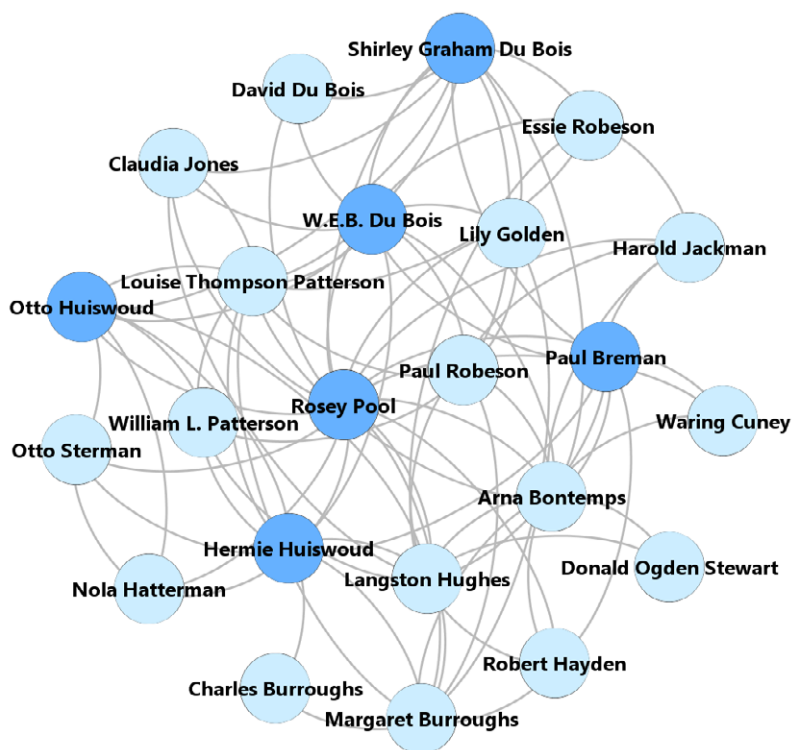 Shirley Graham Du Bois
David Du Bois
Essie Robeson
Claudia Jones
W.E.B. Du Bois
Lily Golden
Harold Jackman
Louise Thompson Patterson
Otto Huiswoud
Paul Breman
Paul Robeson
Rosey Pool
William L. Patterson
Waring Cuney
Otto Sterman
Arna Bontemps
Hermie Huiswoud
Donald Ogden Stewart
Langston Hughes
Nola Hatterman
Robert Hayden
Charles Burroughs
Margaret Burroughs